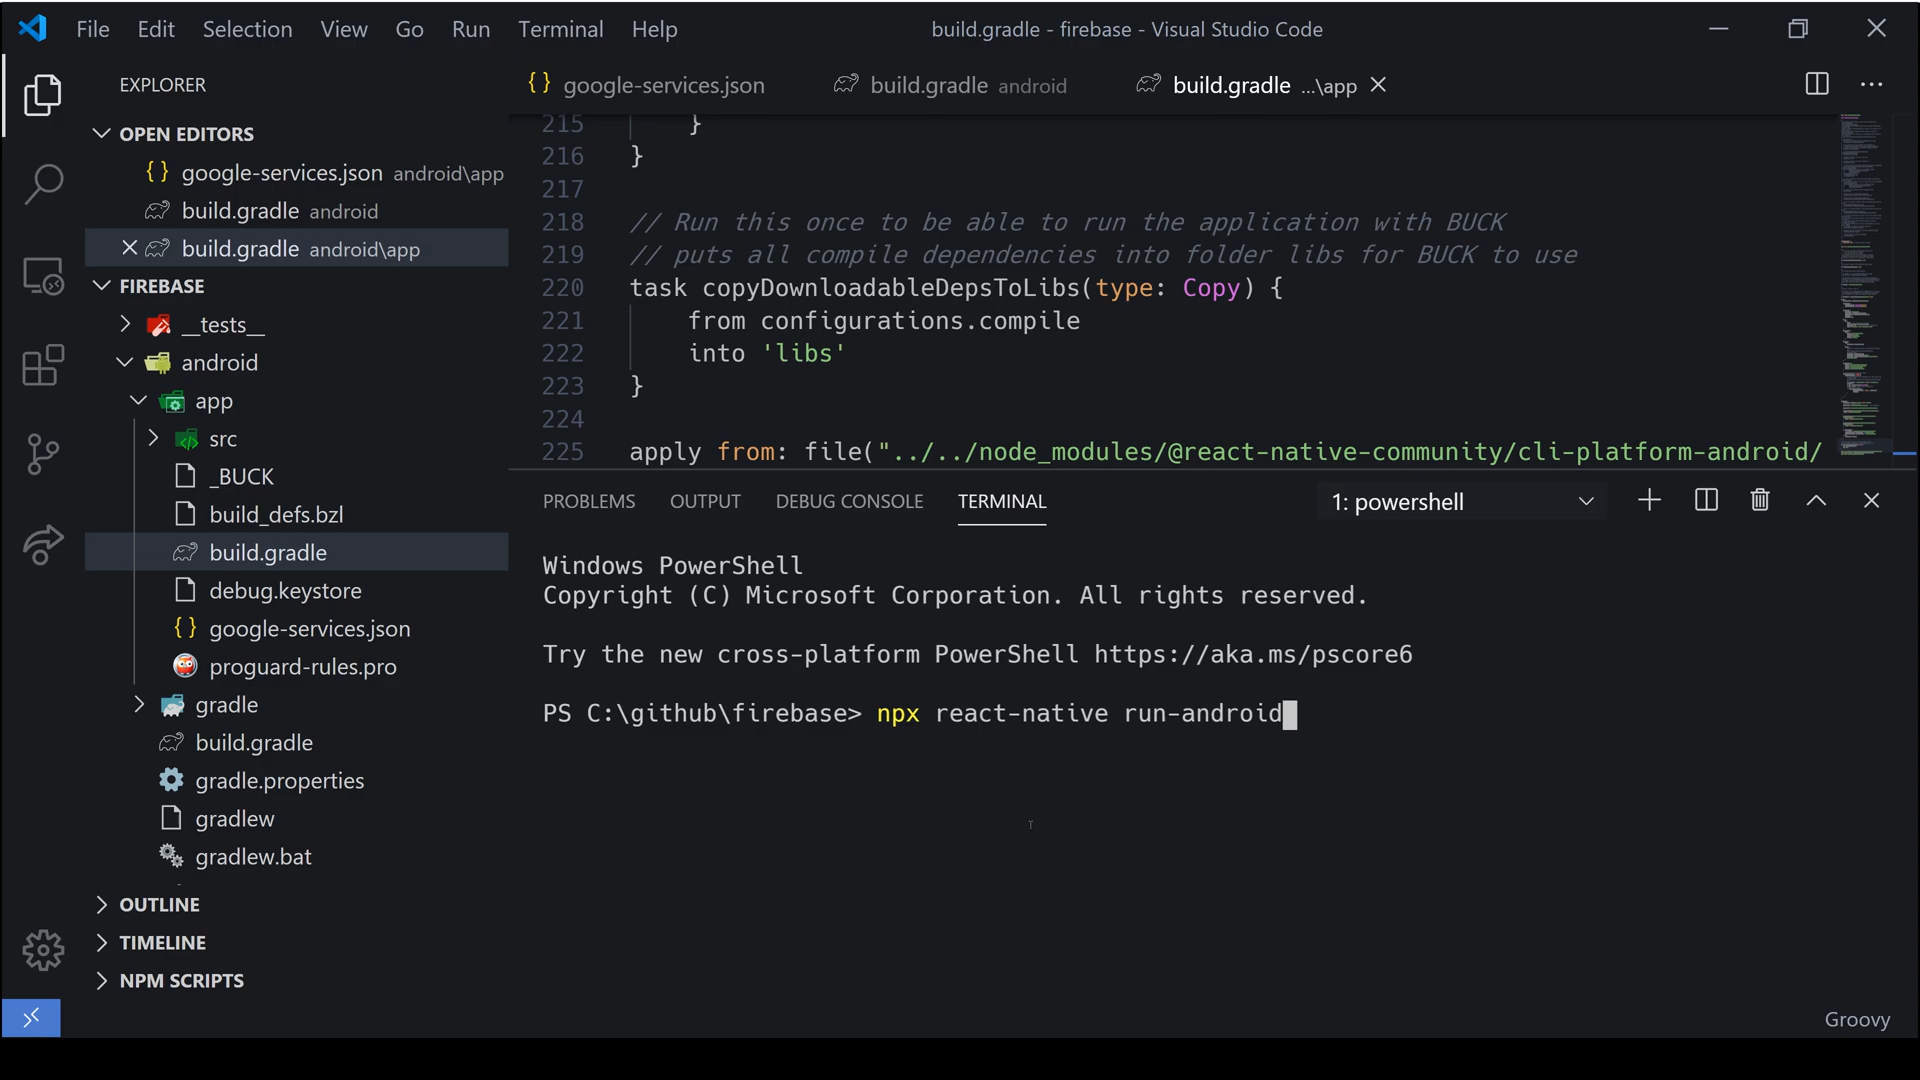 File Edit Selection View Go Run Terminal Help
build.gradle - firebase - Visual Studio Code
EXPLORER
OPEN EDITORS
google-services.json android\app
build.gradle android
build.gradle android\app
FIREBASE
__tests__
android
app
src
_BUCK
build_defs.bzl
build.gradle
debug.keystore
google-services.json
proguard-rules.pro
gradle
build.gradle
gradle.properties
gradlew
gradlew.bat
OUTLINE
TIMELINE
NPM SCRIPTS
google-services.json build.gradle android build.gradle ...\app
215 }
216 }
217
218 // Run this once to be able to run the application with BUCK
219 // puts all compile dependencies into folder libs for BUCK to use
220 task copyDownloadableDepsToLibs(type: Copy) {
221 from configurations.compile
222 into 'libs'
223 }
224
225 apply from: file("../../node_modules/@react-native-community/cli-platform-android/
PROBLEMS OUTPUT DEBUG CONSOLE TERMINAL 1: powershell
Windows PowerShell
Copyright (C) Microsoft Corporation. All rights reserved.
Try the new cross-platform PowerShell https://aka.ms/pscore6
PS C:\github\firebase> npx react-native run-android
Groovy